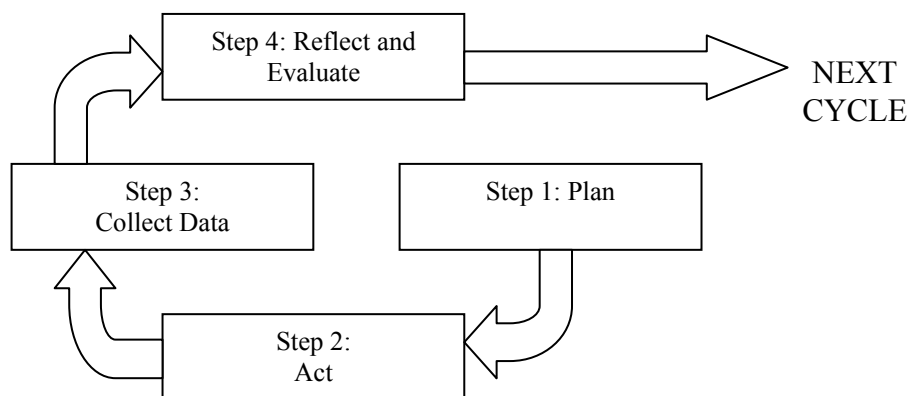 Step 4: Reflect and
Evaluate
NEXT
CYCLE
Step 3:
Collect Data
Step 1: Plan
Step 2:
Act